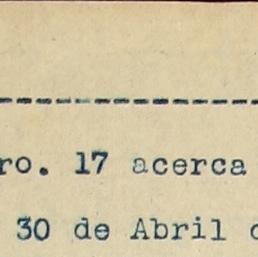 ro. 17 acerca
30 de Abril